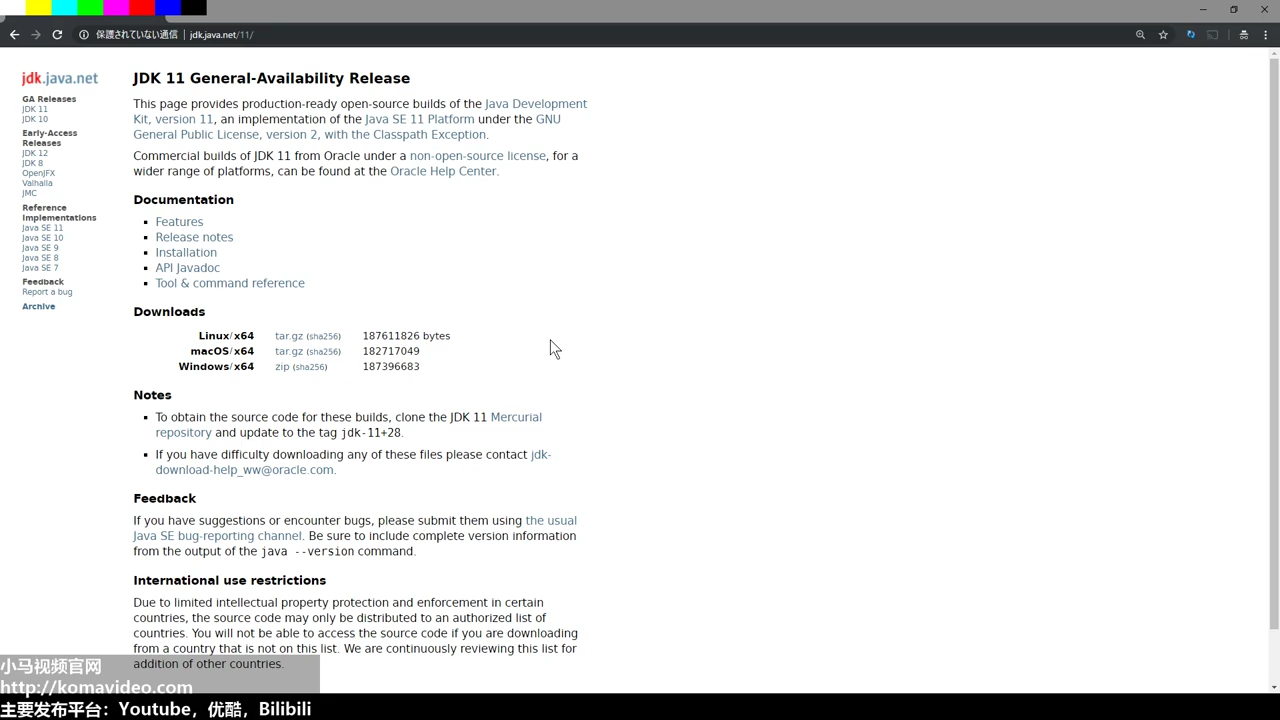 保護されていない通信 | jdk.java.net/11/
jdk.java.net
GA Releases
JDK 11
JDK 10
Early-Access
Releases
JDK 12
JDK 8
OpenJFX
Valhalla
JMC
Reference
Implementations
Java SE 11
Java SE 10
Java SE 9
Java SE 8
Java SE 7
Feedback
Report a bug
Archive
JDK 11 General-Availability Release
This page provides production-ready open-source builds of the Java Development
Kit, version 11, an implementation of the Java SE 11 Platform under the GNU
General Public License, version 2, with the Classpath Exception.
Commercial builds of JDK 11 from Oracle under a non-open-source license, for a
wider range of platforms, can be found at the Oracle Help Center.
Documentation
Features
Release notes
Installation
API Javadoc
Tool & command reference
Downloads
Linux/x64 tar.gz (sha256) 187611826 bytes
macOS/x64 tar.gz (sha256) 182717049
Windows/x64 zip (sha256) 187396683
Notes
To obtain the source code for these builds, clone the JDK 11 Mercurial
repository and update to the tag jdk-11+28.
If you have difficulty downloading any of these files please contact jdk-
download-help_ww@oracle.com.
Feedback
If you have suggestions or encounter bugs, please submit them using the usual
Java SE bug-reporting channel. Be sure to include complete version information
from the output of the java --version command.
International use restrictions
Due to limited intellectual property protection and enforcement in certain
countries, the source code may only be distributed to an authorized list of
countries. You will not be able to access the source code if you are downloading
from a country that is not on this list. We are continuously reviewing this list for
addition of other countries.
小马视频官网
http://komavideo.com
主要发布平台：Youtube，优酷，Bilibili